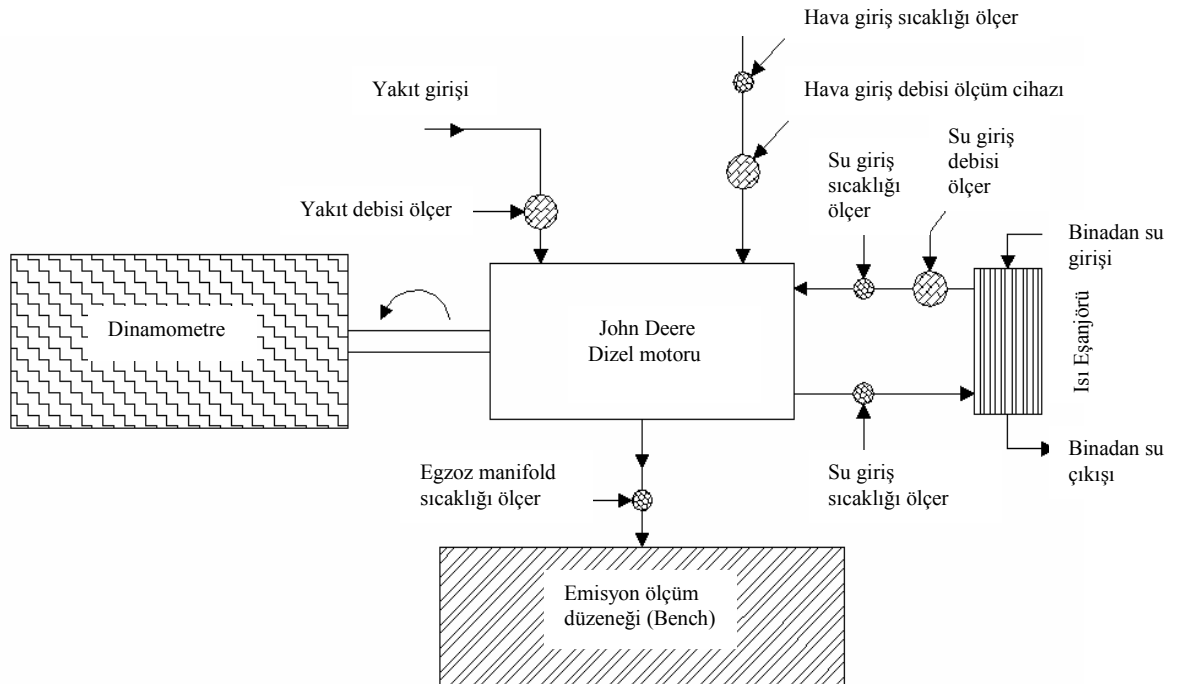 Hava giriş sıcaklığı ölçer
Yakıt girişi
Hava giriş debisi ölçüm cihazı
Su giriş
sıcaklığı
ölçer
Su giriş
debisi
ölçer
Yakıt debisi ölçer
Binadan su
girişi
Dinamometre
John Deere
Dizel motoru
Isı Eşanjörü
Egzoz manifold
sıcaklığı ölçer
Su giriş
sıcaklığı ölçer
Binadan su
çıkışı
Emisyon ölçüm
düzeneği (Bench)